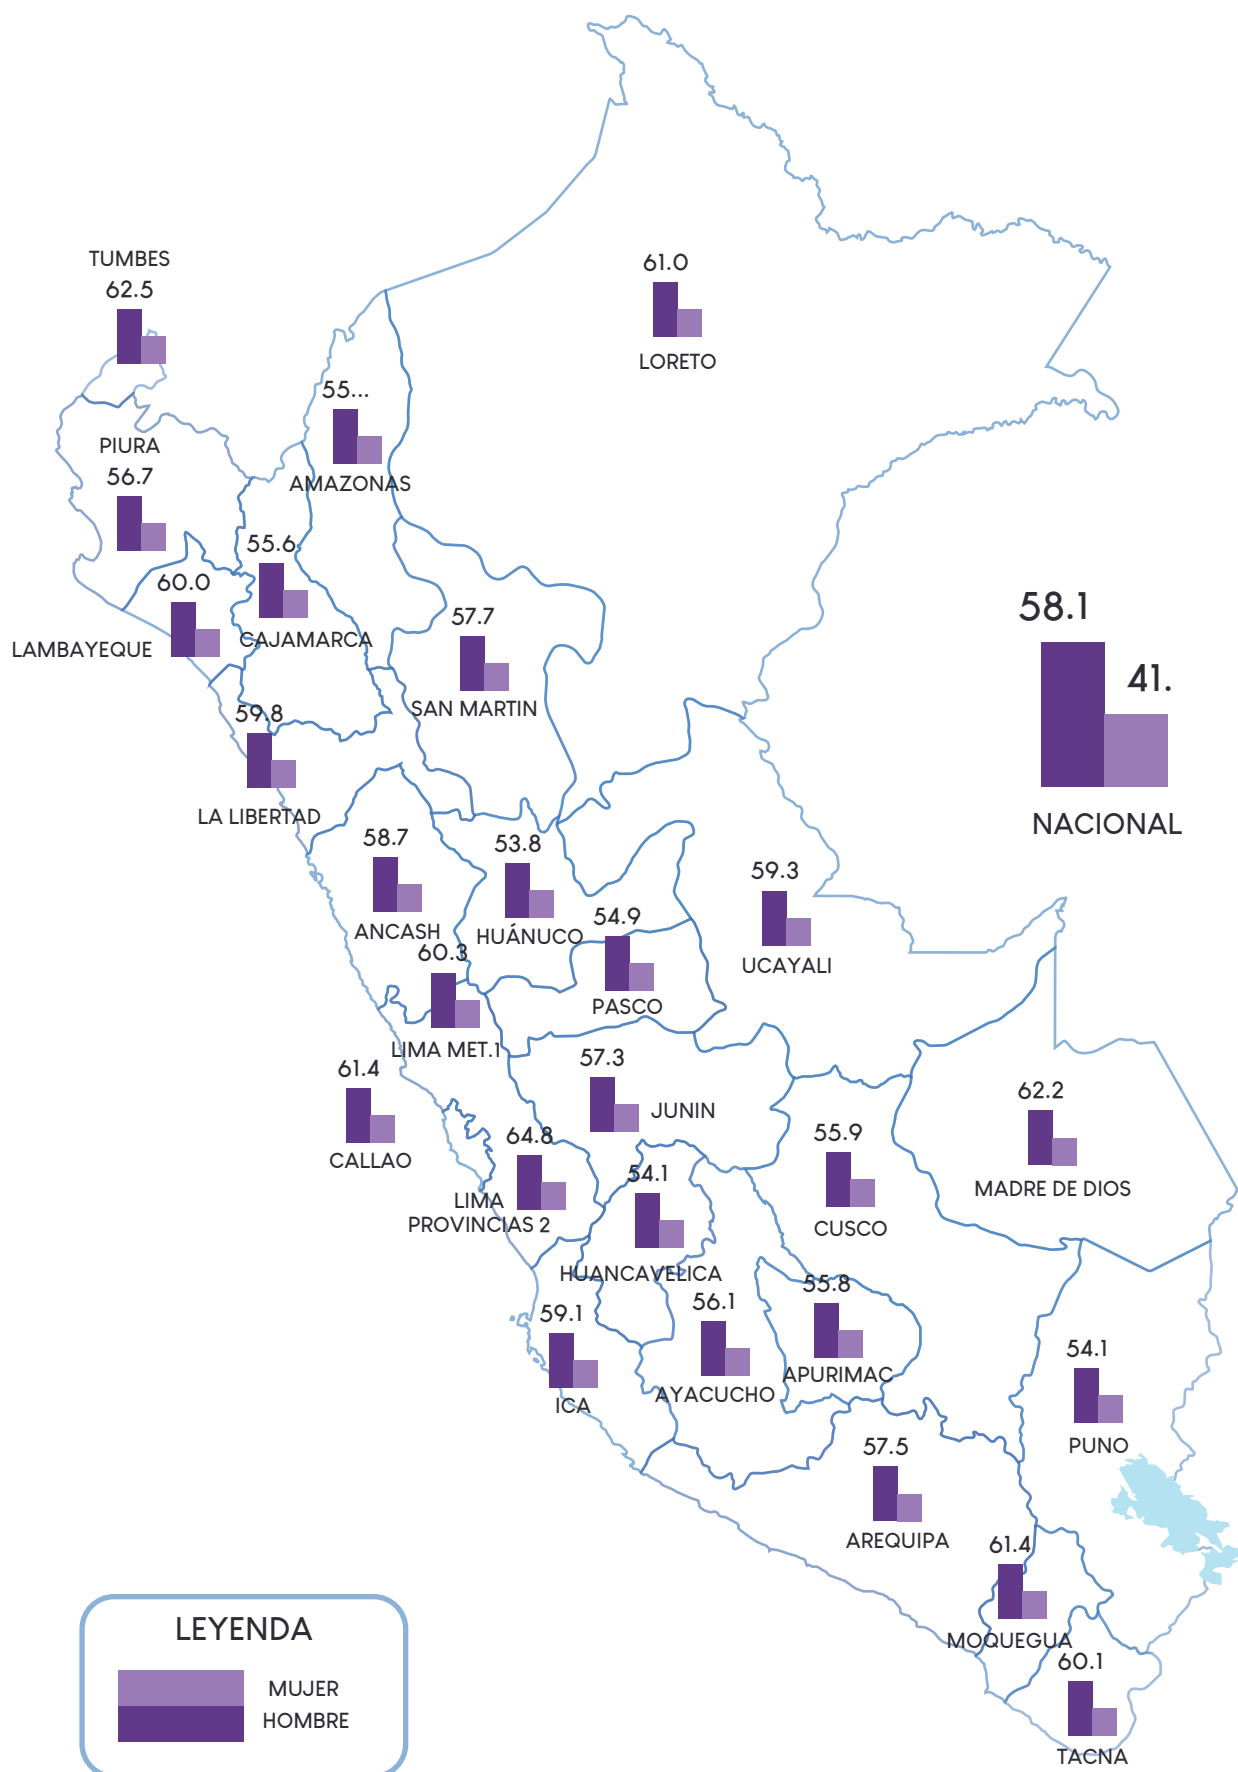 TUMBES
62.5
61.0
LORETO
55...
AMAZONAS
PIURA
56.7
55.6
CAJAMARCA
60.0
LAMBAYEQUE
57.7
SAN MARTIN
58.1
41.
NACIONAL
59.8
LA LIBERTAD
58.7
ANCASH
53.8
HUÁNUCO
59.3
UCAYALI
54.9
PASCO
60.3
LIMA MET.1
61.4
CALLAO
57.3
JUNIN
62.2
MADRE DE DIOS
64.8
LIMA
PROVINCIAS 2
55.9
CUSCO
54.1
HUANCAVELICA
59.1
ICA
56.1
AYACUCHO
55.8
APURIMAC
54.1
PUNO
57.5
AREQUIPA
61.4
MOQUEGUA
60.1
TACNA
LEYENDA
MUJER
HOMBRE